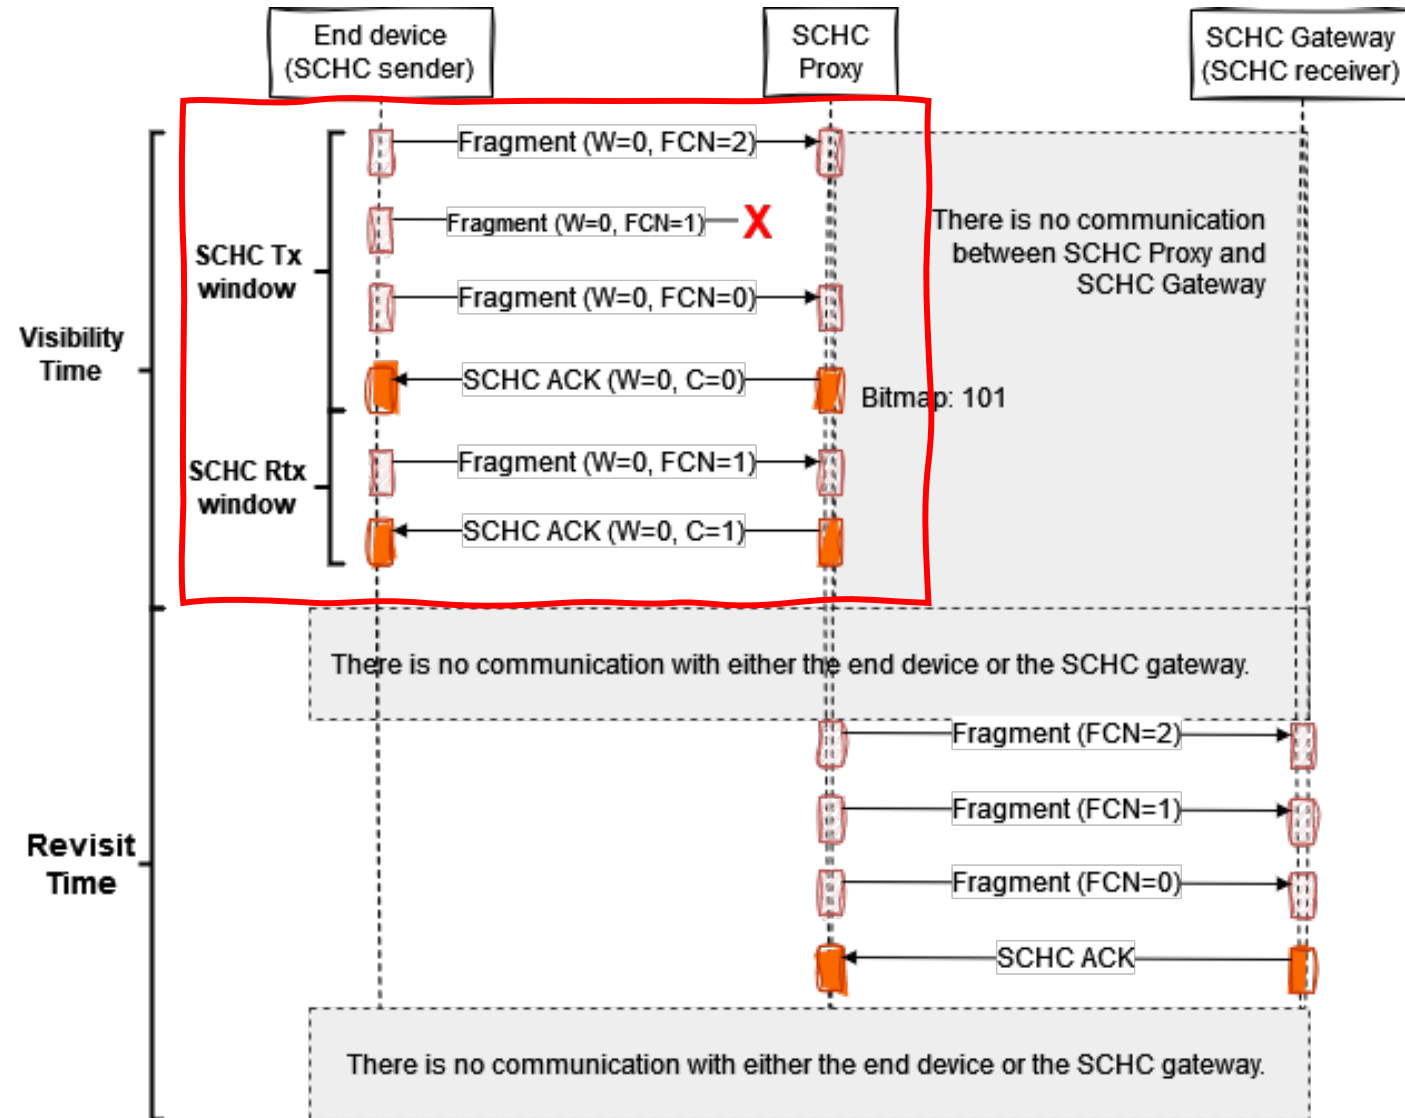 End device
(SCHC sender)
SCHC
Proxy
SCHC Gateway
(SCHC receiver)
Fragment (W=0, FCN=2)
Fragment (W=0, FCN=1)
X
There is no communication
between SCHC Proxy and
SCHC Gateway
SCHC Tx
window
Fragment (W=0, FCN=0)
Visibility
Time
SCHC ACK (W=0, C=0)
Bitmap: 101
SCHC Rtx
window
Fragment (W=0, FCN=1)
SCHC ACK (W=0, C=1)
There is no communication with either the end device or the SCHC gateway.
Fragment (FCN=2)
Fragment (FCN=1)
Revisit
Time
Fragment (FCN=0)
SCHC ACK
There is no communication with either the end device or the SCHC gateway.